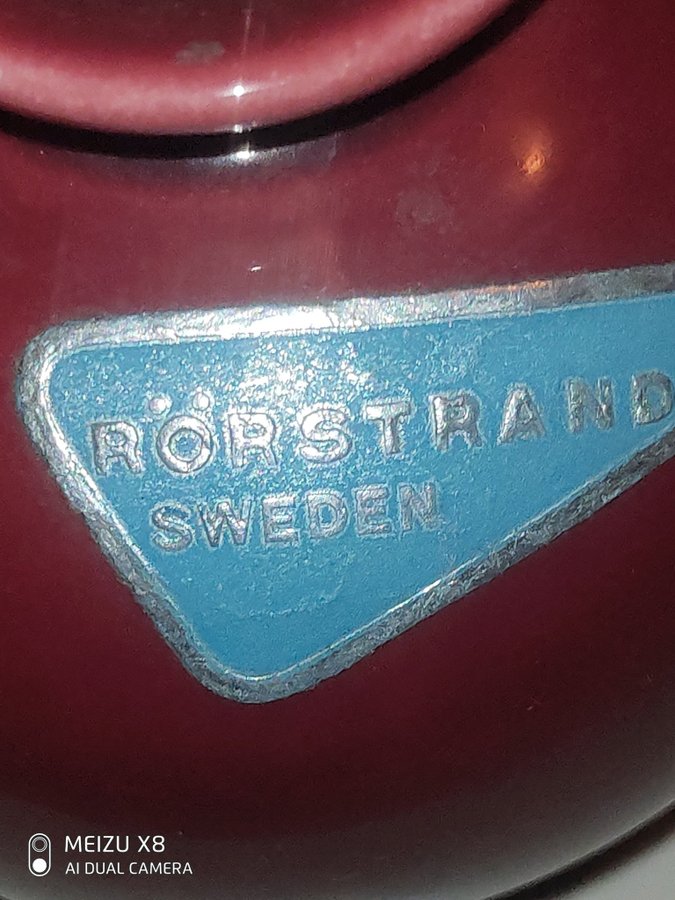 RÖRSTRAND
SWEDEN
MEIZU X8
AI DUAL CAMERA